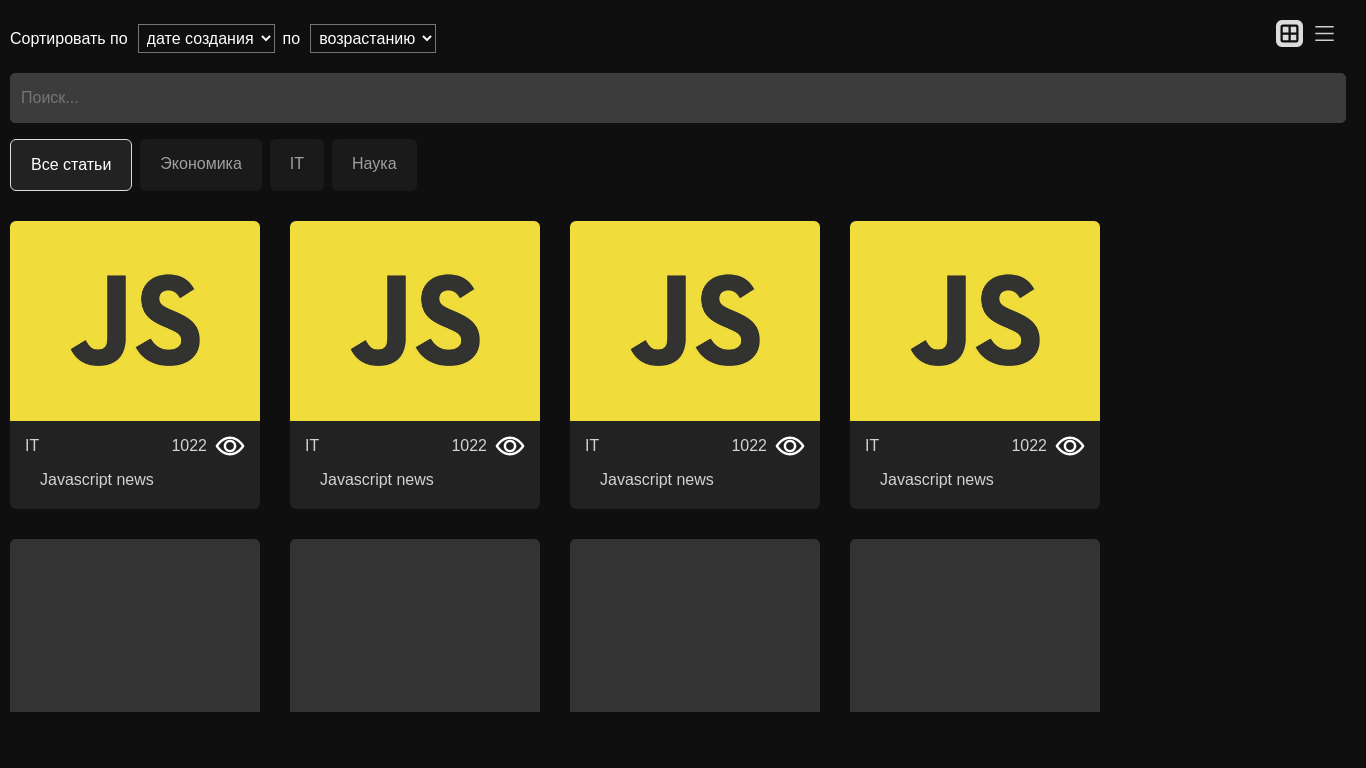 Сортировать по дате создания по возрастанию
Поиск...
Все статьи Экономика IT Наука
JS JS JS JS
IT 1022 IT 1022 IT 1022 IT 1022
Javascript news Javascript news Javascript news Javascript news